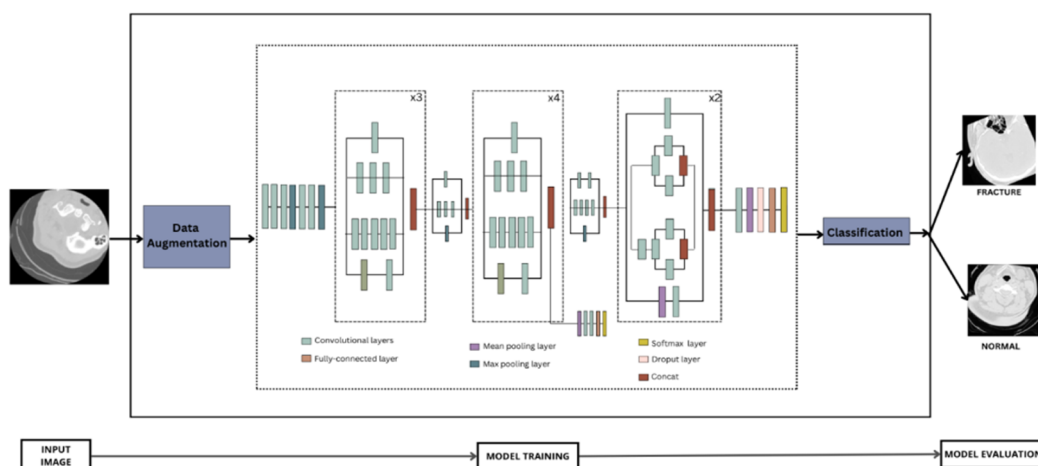 x3
x4
x2
Data
Augmentation
Classification
FRACTURE
NORMAL
Convolutional layers
Fully-connected layer
Mean pooling layer
Max pooling layer
Softmax layer
Droput layer
Concat
INPUT
IMAGE
MODEL TRAINING
MODEL EVALUATION